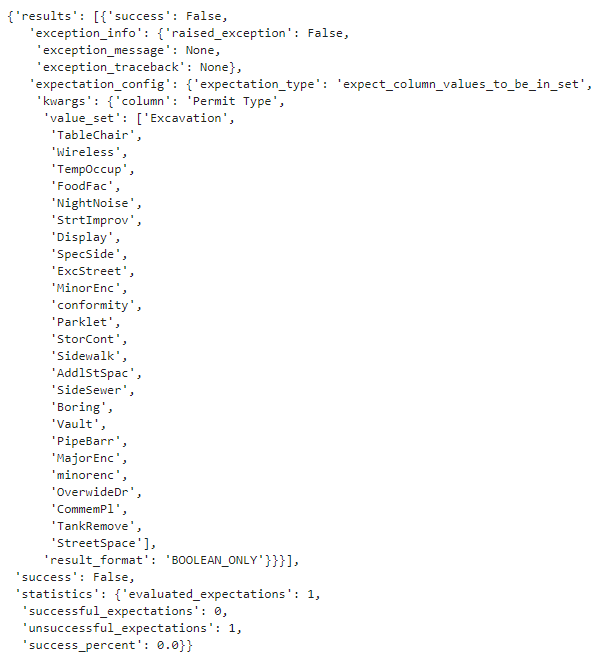 {'results': [{'success': False,
'exception_info': {'raised_exception': False,
'exception_message': None,
'exception_traceback': None},
'expectation_config': {'expectation_type': 'expect_column_values_to_be_in_set',
'kwargs': {'column': 'Permit Type',
'value_set': ['Excavation',
'TableChair',
'Wireless',
'TempOccup',
'FoodFac',
'NightNoise',
'StrtImprov',
'Display',
'SpecSide',
'ExcStreet',
'MinorEnc',
'conformity',
'Parklet',
'StorCont',
'Sidewalk',
'AddlStSpac',
'SideSewer',
'Boring',
'Vault',
'PipeBarr',
'MajorEnc',
'minorenc',
'OverwideDr',
'CommemPl',
'TankRemove',
'StreetSpace'],
'result_format': 'BOOLEAN_ONLY'}}}],
'success': False,
'statistics': {'evaluated_expectations': 1,
'successful_expectations': 0,
'unsuccessful_expectations': 1,
'success_percent': 0.0}}